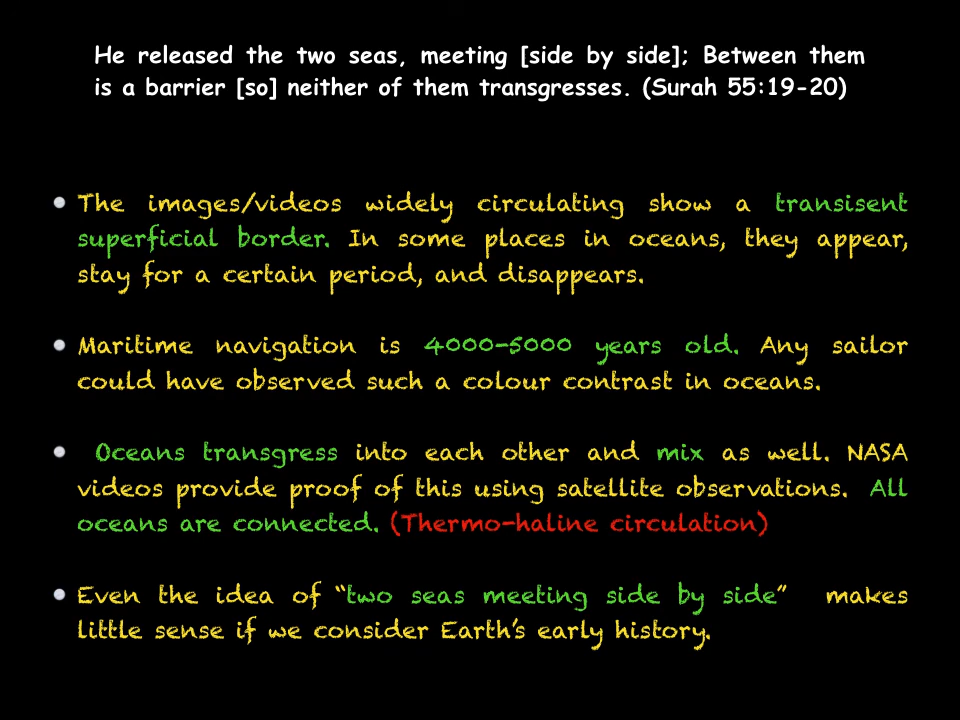 He released the two seas, meeting [side by side]; Between them
is a barrier [so] neither of them transgresses. (Surah 55:19-20)
The images/videos widely circulating show a transisent
superficial border. In some places in oceans, they appear,
stay for a certain period, and disappears.
Maritime navigation is 4000-5000 years old. Any sailor
could have observed such a colour contrast in oceans.
Oceans transgress into each other and mix as well. NASA
videos provide proof of this using satellite observations. All
oceans are connected. (Thermo-haline circulation)
Even the idea of “two seas meeting side by side” makes
little sense if we consider Earth’s early history.